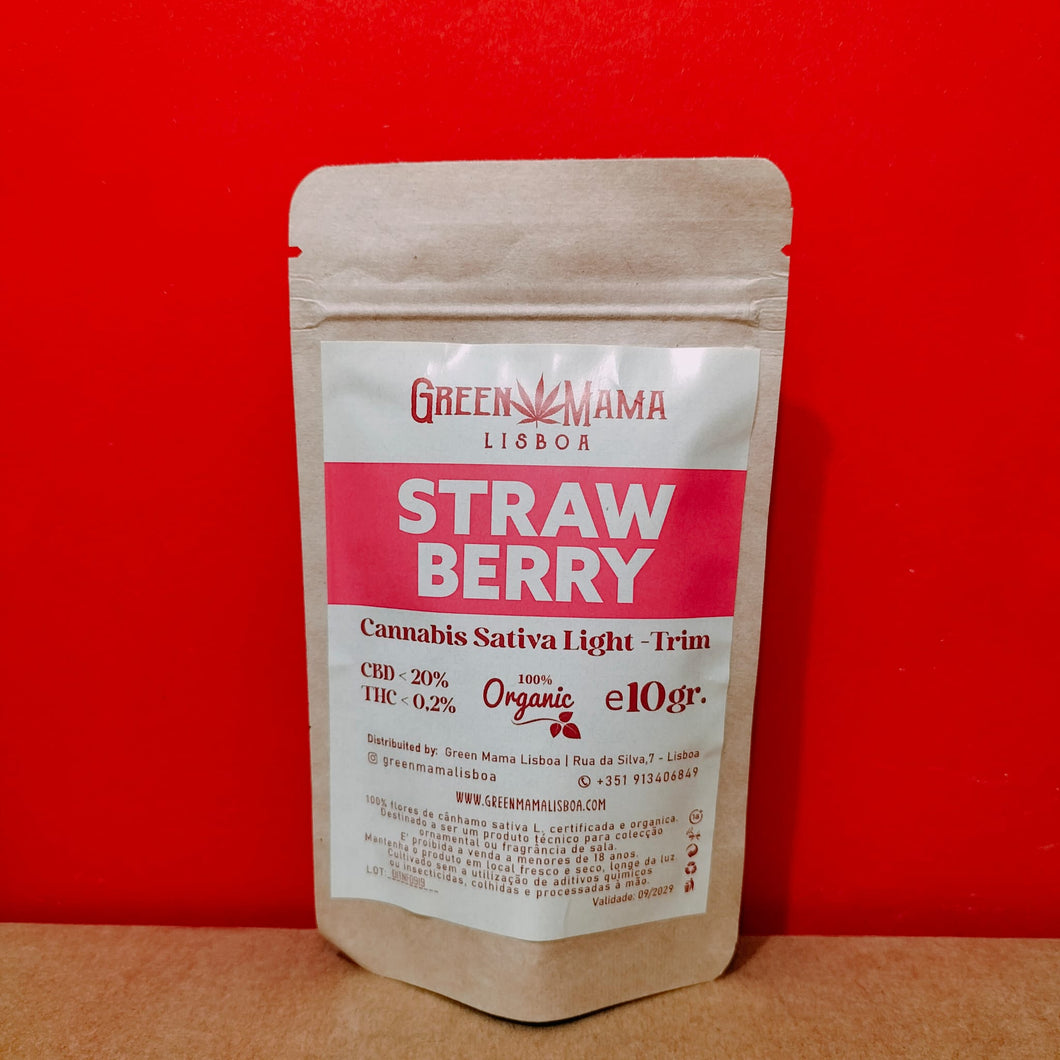 GREEN MAMA
LISBOA
STRAW
BERRY
Cannabis Sativa Light -Trim
CBD < 20%
THC < 0,2%
100%
Organic
e10gr.
Distribuited by: Green Mama Lisboa | Rua da Silva,7 - Lisboa
greenmamalisboa
+351 913406849
WWW.GREENMAMALISBOA.COM
100% flores de cânhamo sativa L, certificada e organica.
Destinado a ser um produto técnico para colecção
ornamental ou fragrância de sala.
E' proibida a venda a menores de 18 anos.
Mantenha o produto em local fresco e seco, longe da luz.
Cultivado sem a utilização de aditivos químicos
ou insecticidas, colhidas e processadas à mão.
LOT:
Validade: 09/2029